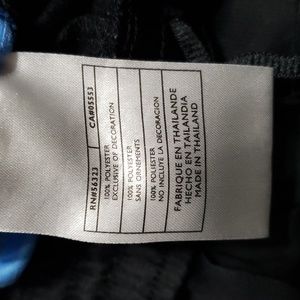 RN#56323 CA#05553
100% POLYESTER
EXCLUSIVE OF DECORATION
100% POLYESTER
SANS ORNEMENTS
100% POLIESTER
NO INCLUYE LA DECORACION
FABRIQUE EN THAILANDE
HECHO EN TAILANDIA
MADE IN THAILAND